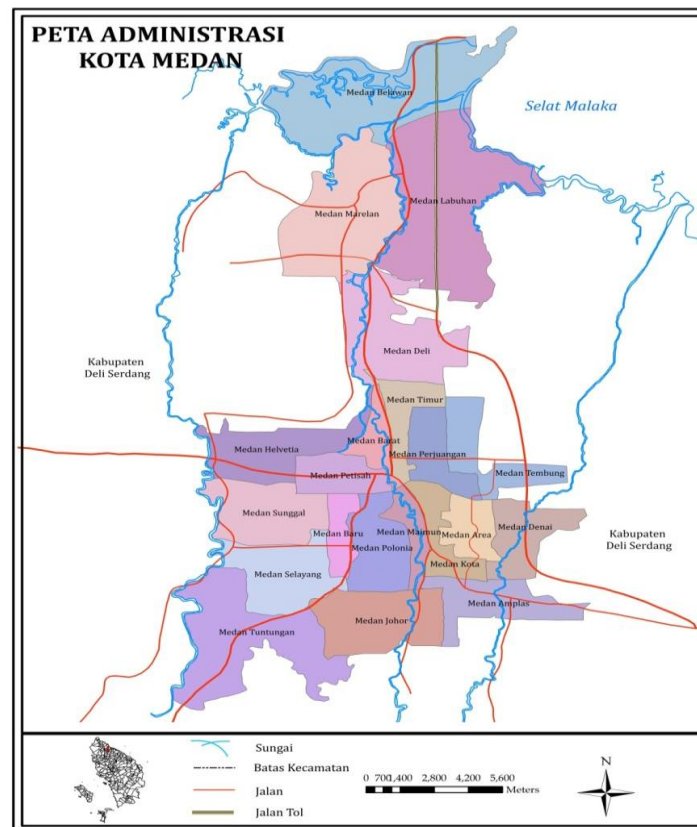 PETA ADMINISTRASI
KOTA MEDAN
Medan Belawan
Selat Malaka
Medan Labuhan
Medan Marelan
Kabupaten
Deli Serdang
Medan Deli
Medan Timur
Medan Barat
Medan Helvetia
Medan Perjuangan
Medan Petisah
Medan Tembung
Medan Sunggal
Medan
Baru
Medan Maimun
Medan Area
Medan Denai
Kabupaten
Deli Serdang
Medan Polonia
Medan Kota
Medan Selayang
Medan Amplas
Medan Johor
Medan Tuntungan
Sungai
Batas Kecamatan
Jalan
Jalan Tol
0 700 1,400 2,800 4,200 5,600
Meters
N